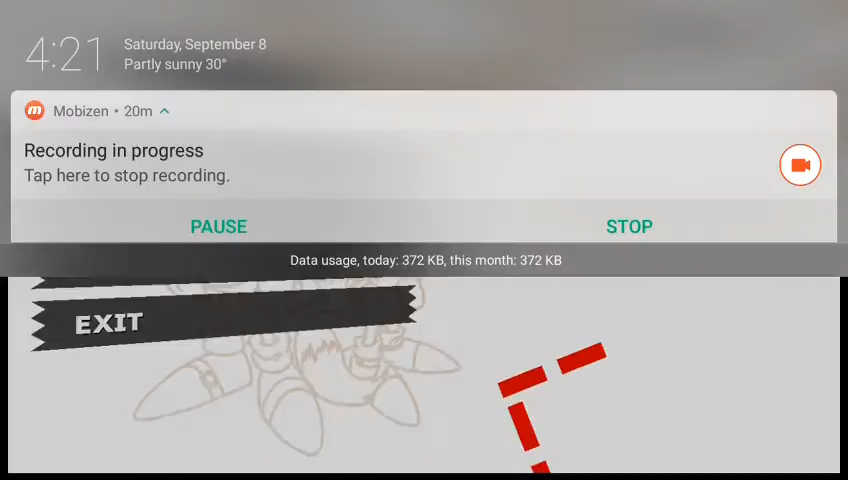 4:21
Saturday, September 8
Partly sunny 30°
m Mobizen • 20m
Recording in progress
Tap here to stop recording.
PAUSE STOP
Data usage, today: 372 KB, this month: 372 KB
EXIT